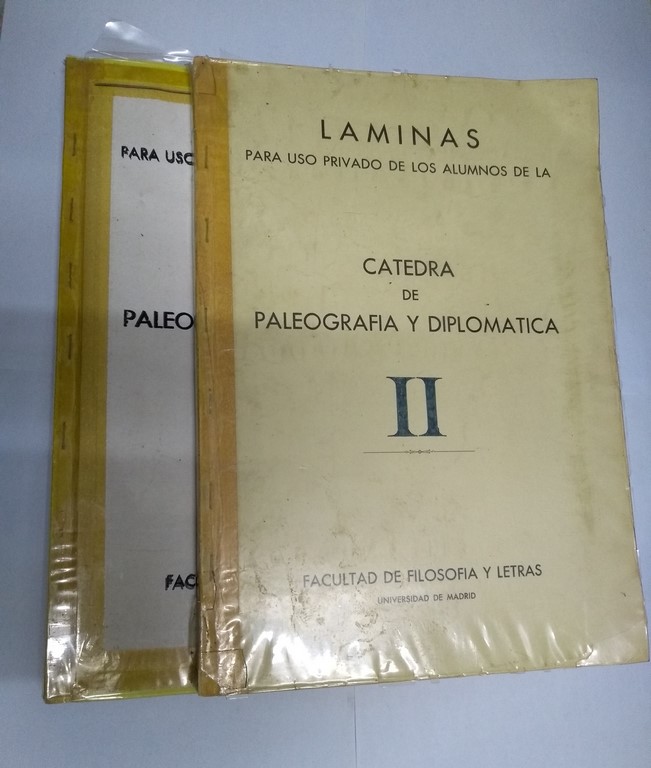 LAMINAS
PARA USO PRIVADO DE LOS ALUMNOS DE LA
CATEDRA
DE
PALEOGRAFIA Y DIPLOMATICA
II
FACULTAD DE FILOSOFIA Y LETRAS
UNIVERSIDAD DE MADRID
PARA
PALEO
FAC